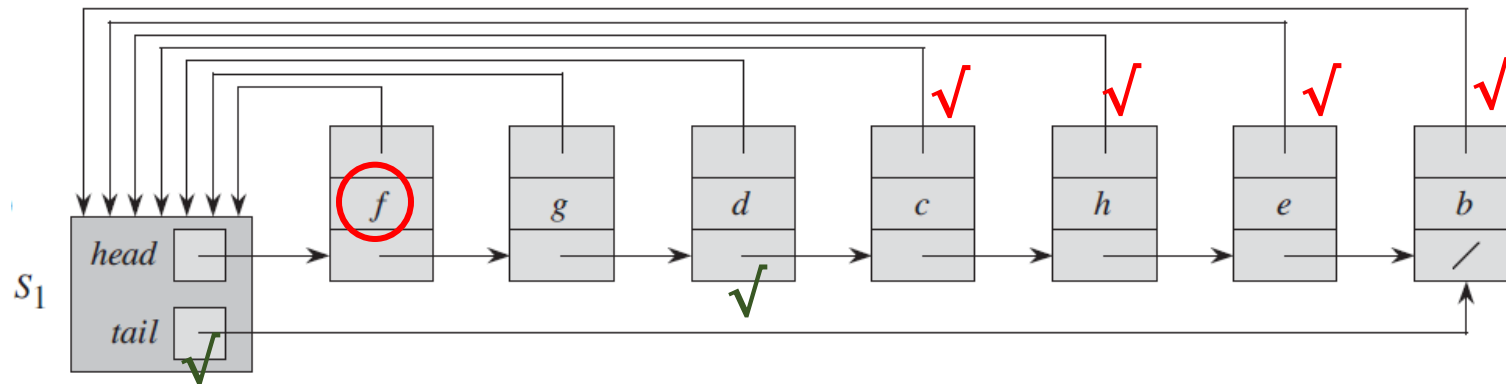 √ √ √ √
f g d c h e b
head /
S1
√
tail
√